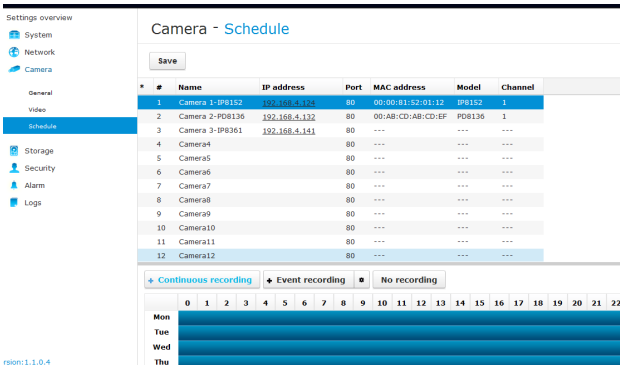 Settings overview
System
Network
Camera
General
Video
Schedule
Storage
Security
Alarm
Logs
rsion:1.1.0.4
Camera - Schedule
Save
* # Name IP address Port MAC address Model Channel
1 Camera 1-IP8152 192.168.4.124 80 00:00:81:52:01:12 IP8152 1
2 Camera 2-PD8136 192.168.4.132 80 00:AB:CD:AB:CD:EF PD8136 1
3 Camera 3-IP8361 192.168.4.141 80 --- --- ---
4 Camera4 80 --- --- ---
5 Camera5 80 --- --- ---
6 Camera6 80 --- --- ---
7 Camera7 80 --- --- ---
8 Camera8 80 --- --- ---
9 Camera9 80 --- --- ---
10 Camera10 80 --- --- ---
11 Camera11 80 --- --- ---
12 Camera12 80 --- --- ---
+ Continuous recording + Event recording No recording
0 1 2 3 4 5 6 7 8 9 10 11 12 13 14 15 16 17 18 19 20 21 22
Mon
Tue
Wed
Thu